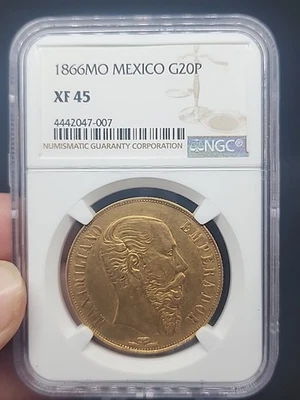 1866MO MEXICO G20P
XF 45
4442047-007
NUMISMATIC GUARANTY CORPORATION
NGC
MAXIMILIANO EMPERADOR